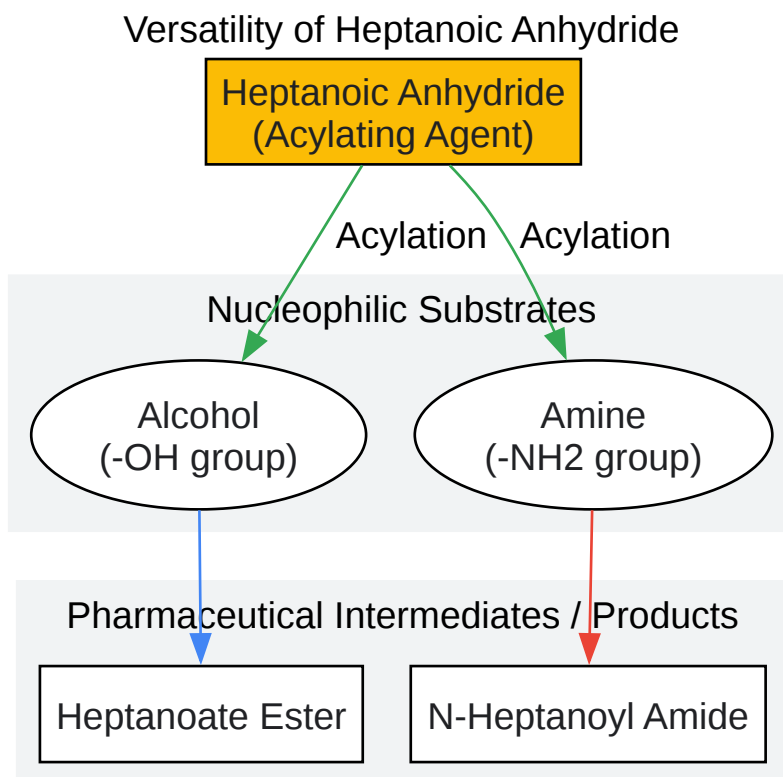 Versatility of Heptanoic Anhydride
Heptanoic Anhydride
(Acylating Agent)
Acylation
Acylation
Nucleophilic Substrates
Alcohol
(-OH group)
Amine
(-NH2 group)
Pharmaceutical Intermediates / Products
Heptanoate Ester
N-Heptanoyl Amide